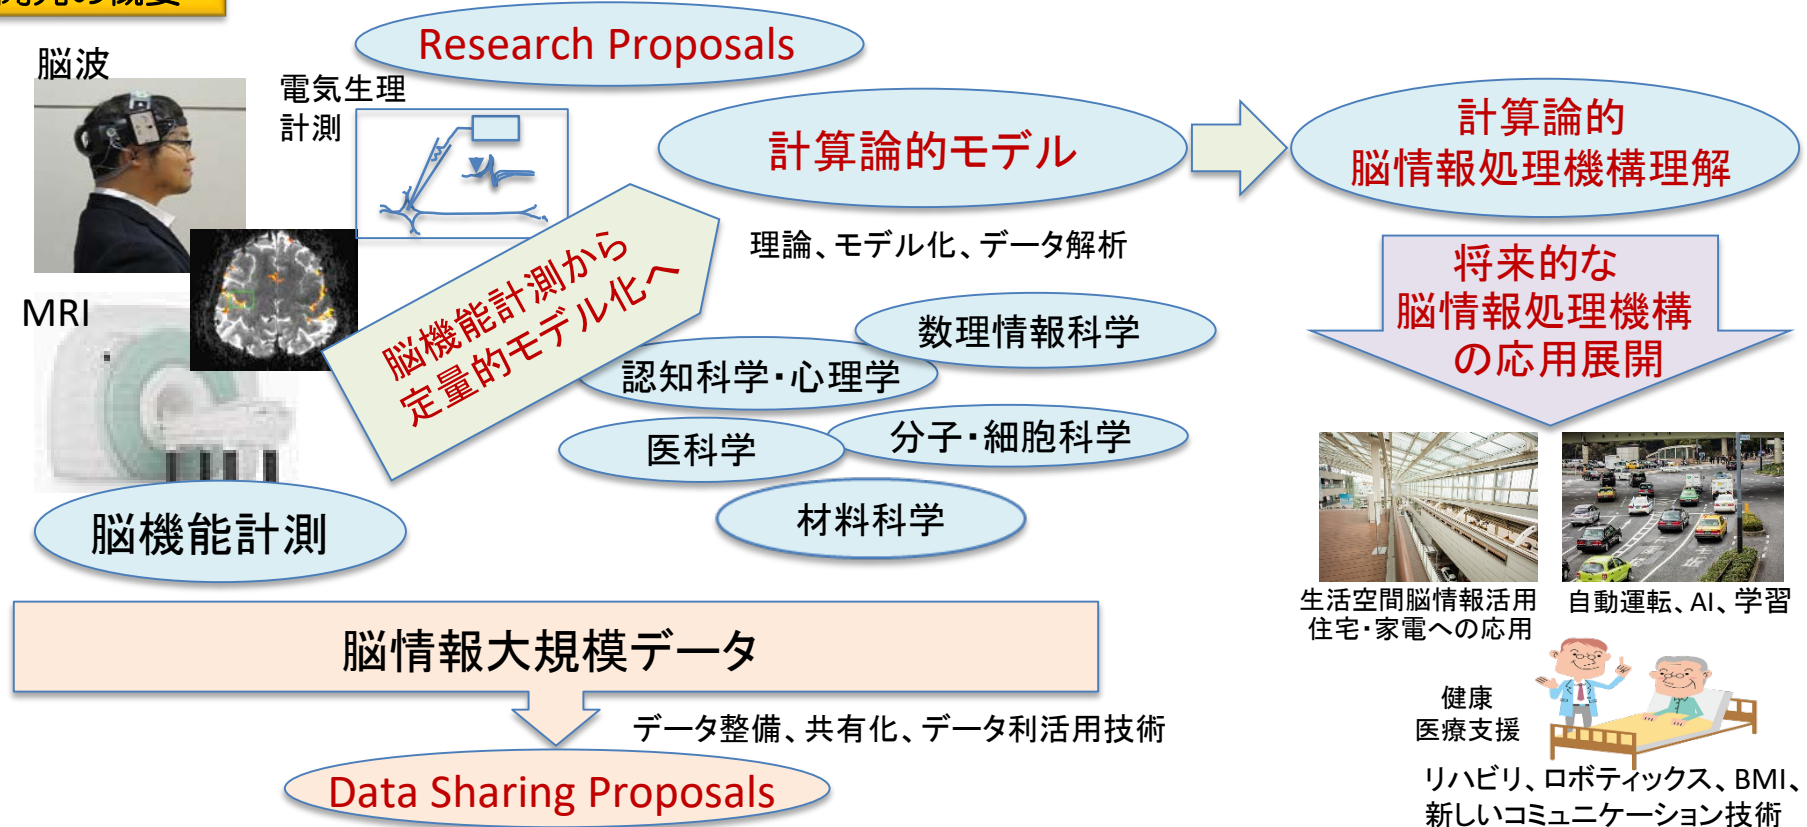 の概要
Research Proposals
脳波
電気生理
計測
計算論的モデル
計算論的
脳情報処理機構理解
理論、モデル化、データ解析
脳機能計測から
定量的モデル化へ
MRI
将来的な
脳情報処理機構
の応用展開
数理情報科学
認知科学・心理学
医科学
分子・細胞科学
材料科学
脳機能計測
生活空間脳情報活用
住宅・家電への応用
自動運転、AI、学習
脳情報大規模データ
データ整備、共有化、データ利活用技術
Data Sharing Proposals
健康
医療支援
リハビリ、ロボティックス、BMI、
新しいコミュニケーション技術